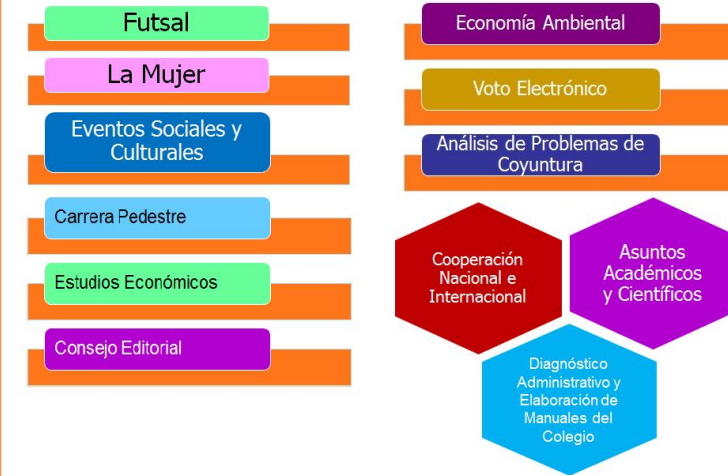 Futsal
La Mujer
Eventos Sociales y
Culturales
Carrera Pedestre
Estudios Económicos
Consejo Editorial
Economía Ambiental
Voto Electrónico
Análisis de Problemas de
Coyuntura
Cooperación
Nacional e
Internacional
Asuntos
Académicos
y Científicos
Diagnóstico
Administrativo y
Elaboración de
Manuales del
Colegio